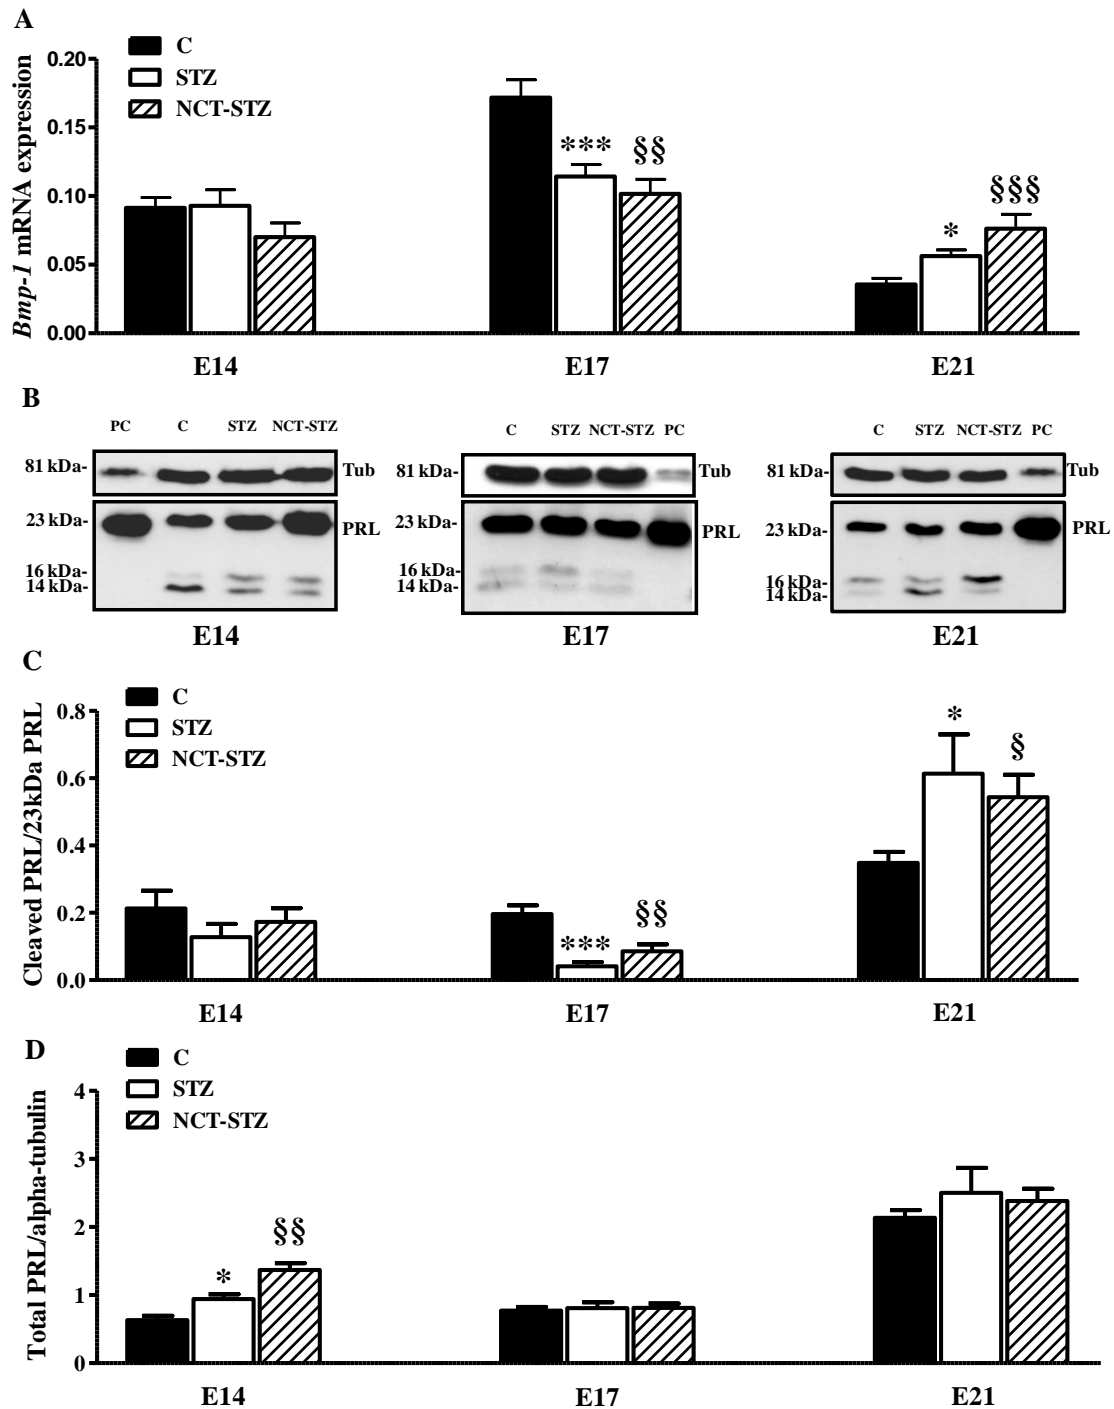 A
C
STZ
NCT-STZ
Bmp-1 mRNA expression
0.20
0.15
0.10
0.05
0.00
***
§§
*
§§§
E14
E17
E21
B
PC C STZ NCT-STZ
81 kDa-
Tub
23 kDa-
PRL
16 kDa-
14 kDa-
E14
C STZ NCT-STZ PC
81 kDa-
Tub
23 kDa-
PRL
16 kDa-
14 kDa-
E17
C STZ NCT-STZ PC
81 kDa-
Tub
23 kDa-
PRL
16 kDa-
14 kDa-
E21
C
C
STZ
NCT-STZ
Cleaved PRL/23kDa PRL
0.8
0.6
0.4
0.2
0.0
***
§§
*
§
E14
E17
E21
D
C
STZ
NCT-STZ
Total PRL/alpha-tubulin
4
3
2
1
0
*
§§
E14
E17
E21